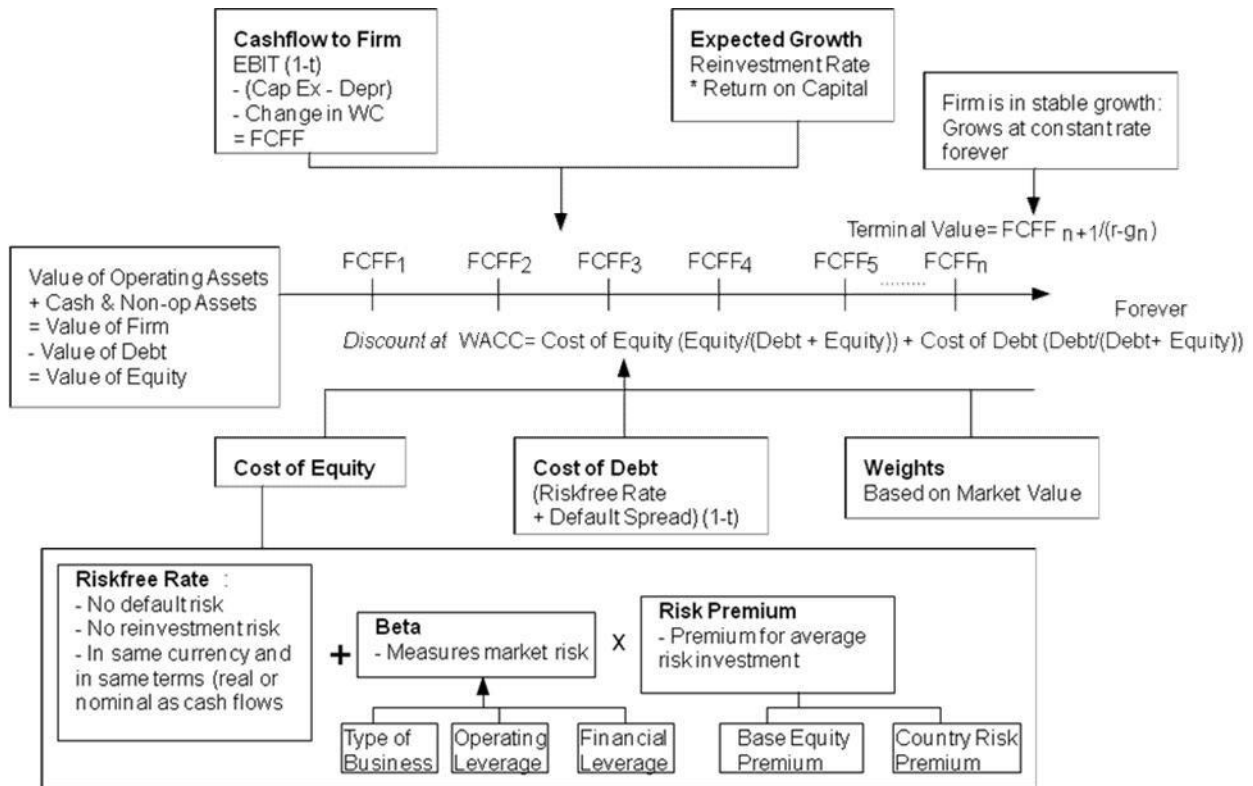 Cashflow to Firm
EBIT (1-t)
- (Cap Ex - Depr)
- Change in WC
= FCFF
Expected Growth
Reinvestment Rate
* Return on Capital
Firm is in stable growth:
Grows at constant rate
forever
Terminal Value= FCFF n+1/(r-gn)
FCFF1 FCFF2 FCFF3 FCFF4 FCFF5 ......... FCFFn
Forever
Value of Operating Assets
+ Cash & Non-op Assets
= Value of Firm
- Value of Debt
= Value of Equity
Discount at WACC= Cost of Equity (Equity/(Debt + Equity)) + Cost of Debt (Debt/(Debt+ Equity))
Cost of Equity
Cost of Debt
(Riskfree Rate
+ Default Spread) (1-t)
Weights
Based on Market Value
Riskfree Rate :
- No default risk
- No reinvestment risk
- In same currency and
in same terms (real or
nominal as cash flows
+
Beta
- Measures market risk
X
Risk Premium
- Premium for average
risk investment
Type of
Business
Operating
Leverage
Financial
Leverage
Base Equity
Premium
Country Risk
Premium